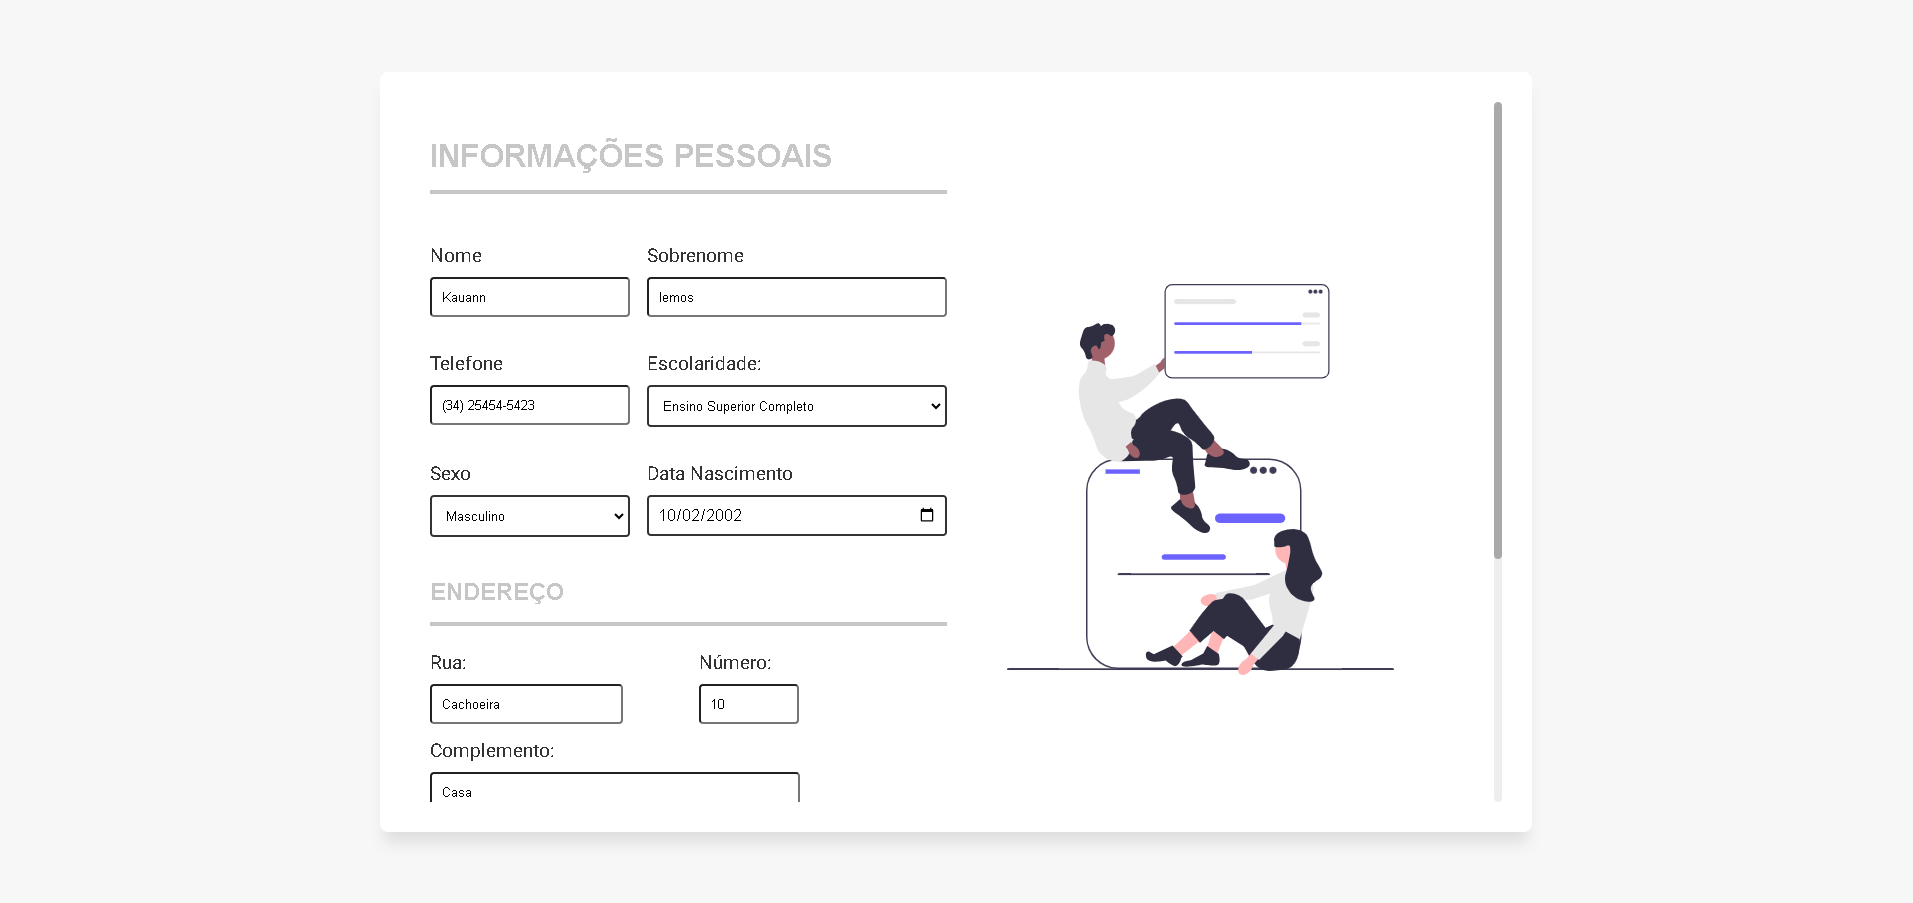 INFORMAÇÕES PESSOAIS
Nome Sobrenome
Kauann lemos
Telefone Escolaridade:
(34) 25454-5423 Ensino Superior Completo
Sexo Data Nascimento
Masculino 10/02/2002
ENDEREÇO
Rua: Número:
Cachoeira 10
Complemento:
Casa